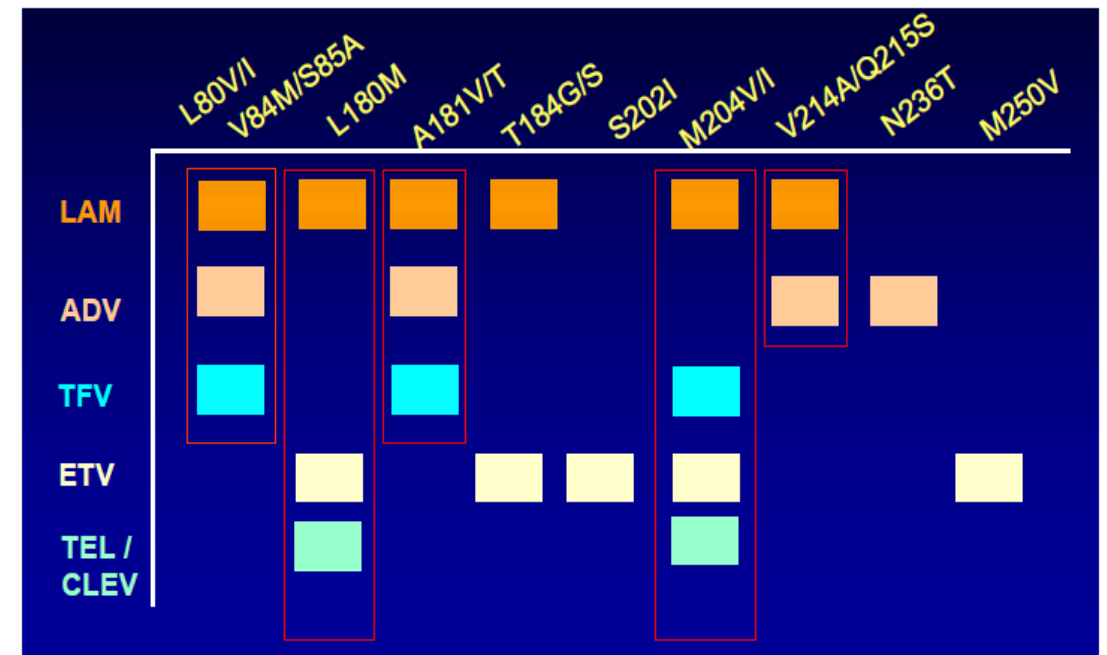 L80V/I
V84M/S85A
L180M
A181V/T
T184G/S
S202I
M204V/I
V214A/Q215S
N236T
M250V
LAM
ADV
TFV
ETV
TEL /
CLEV